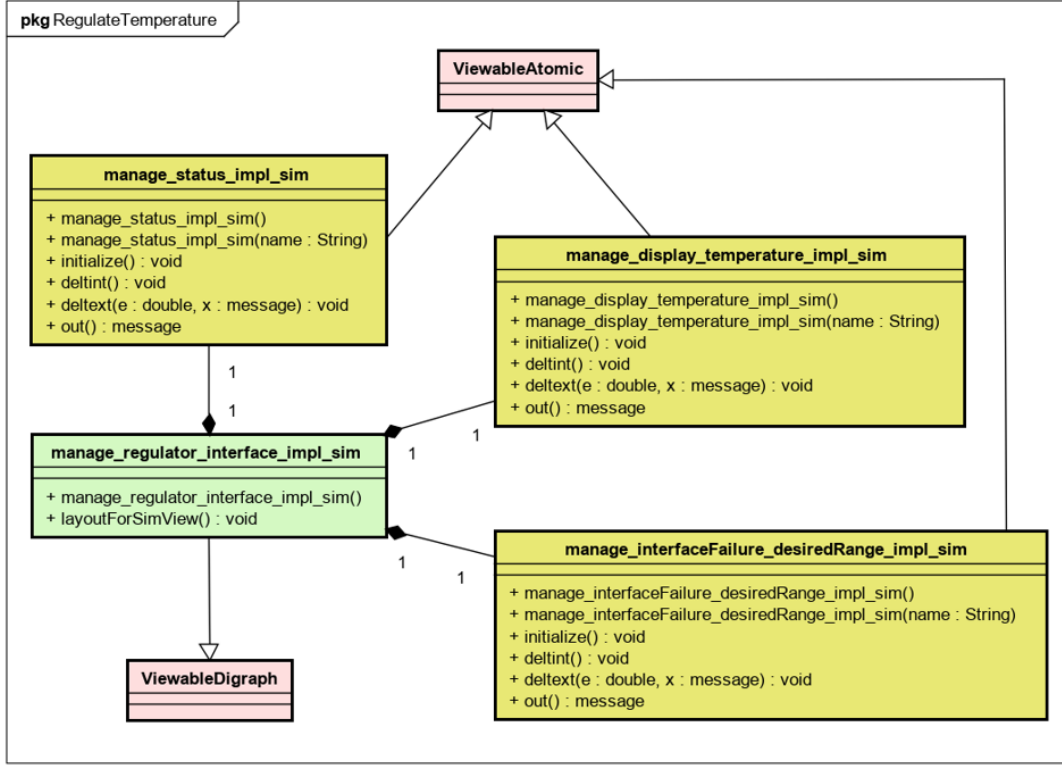 pkg RegulateTemperature
ViewableAtomic
manage_status_impl_sim
+ manage_status_impl_sim()
+ manage_status_impl_sim(name : String)
+ initialize() : void
+ deltint() : void
+ deltext(e : double, x : message) : void
+ out() : message
manage_display_temperature_impl_sim
+ manage_display_temperature_impl_sim()
+ manage_display_temperature_impl_sim(name : String)
+ initialize() : void
+ deltint() : void
+ deltext(e : double, x : message) : void
+ out() : message
1
1
1
1
manage_regulator_interface_impl_sim
+ manage_regulator_interface_impl_sim()
+ layoutForSimView() : void
1
1
manage_interfaceFailure_desiredRange_impl_sim
+ manage_interfaceFailure_desiredRange_impl_sim()
+ manage_interfaceFailure_desiredRange_impl_sim(name : String)
+ initialize() : void
+ deltint() : void
+ deltext(e : double, x : message) : void
+ out() : message
ViewableDigraph